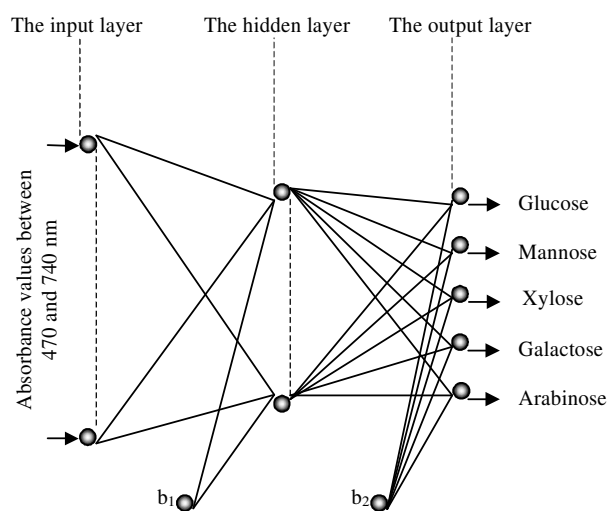 The input layer
The hidden layer
The output layer
Absorbance values between
470 and 740 nm
Glucose
Mannose
Xylose
Galactose
Arabinose
b1
b2